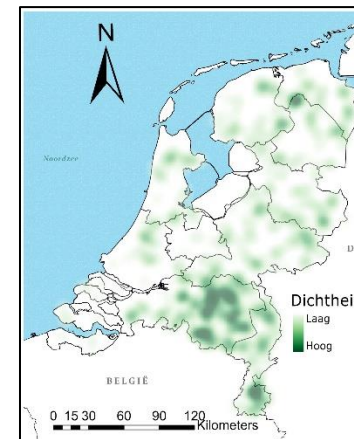 N
Noordzee
D
Dichthei
Laag
Hoog
BELGIË
0 15 30 60 90 120
Kilometers